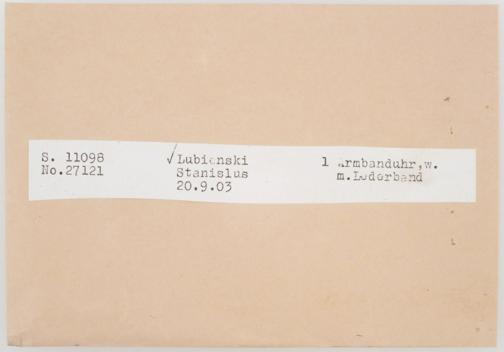 S. 11098
No.27121
Lubienski
Stanislus
20.9.03
1 Armbanduhr,w.
m.Lederband